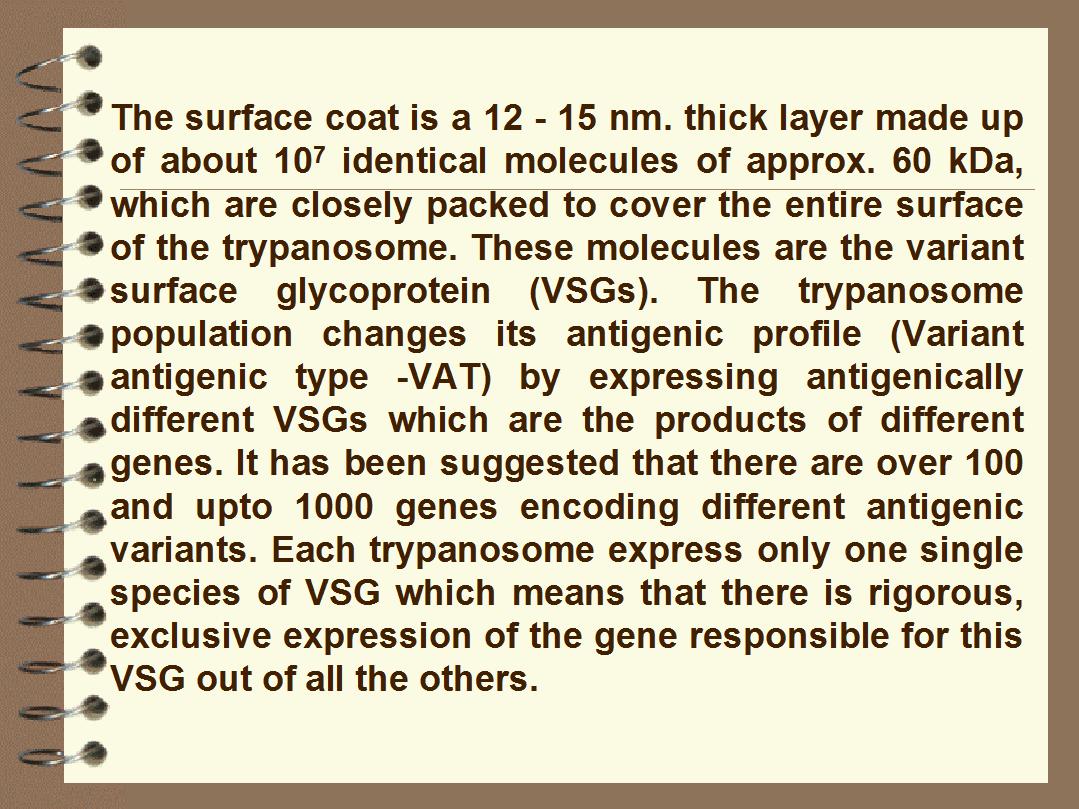 The surface coat is a 12 - 15 nm. thick layer made up
of about 10⁷ identical molecules of approx. 60 kDa,
which are closely packed to cover the entire surface
of the trypanosome. These molecules are the variant
surface glycoprotein (VSGs). The trypanosome
population changes its antigenic profile (Variant
antigenic type -VAT) by expressing antigenically
different VSGs which are the products of different
genes. It has been suggested that there are over 100
and upto 1000 genes encoding different antigenic
variants. Each trypanosome express only one single
species of VSG which means that there is rigorous,
exclusive expression of the gene responsible for this
VSG out of all the others.